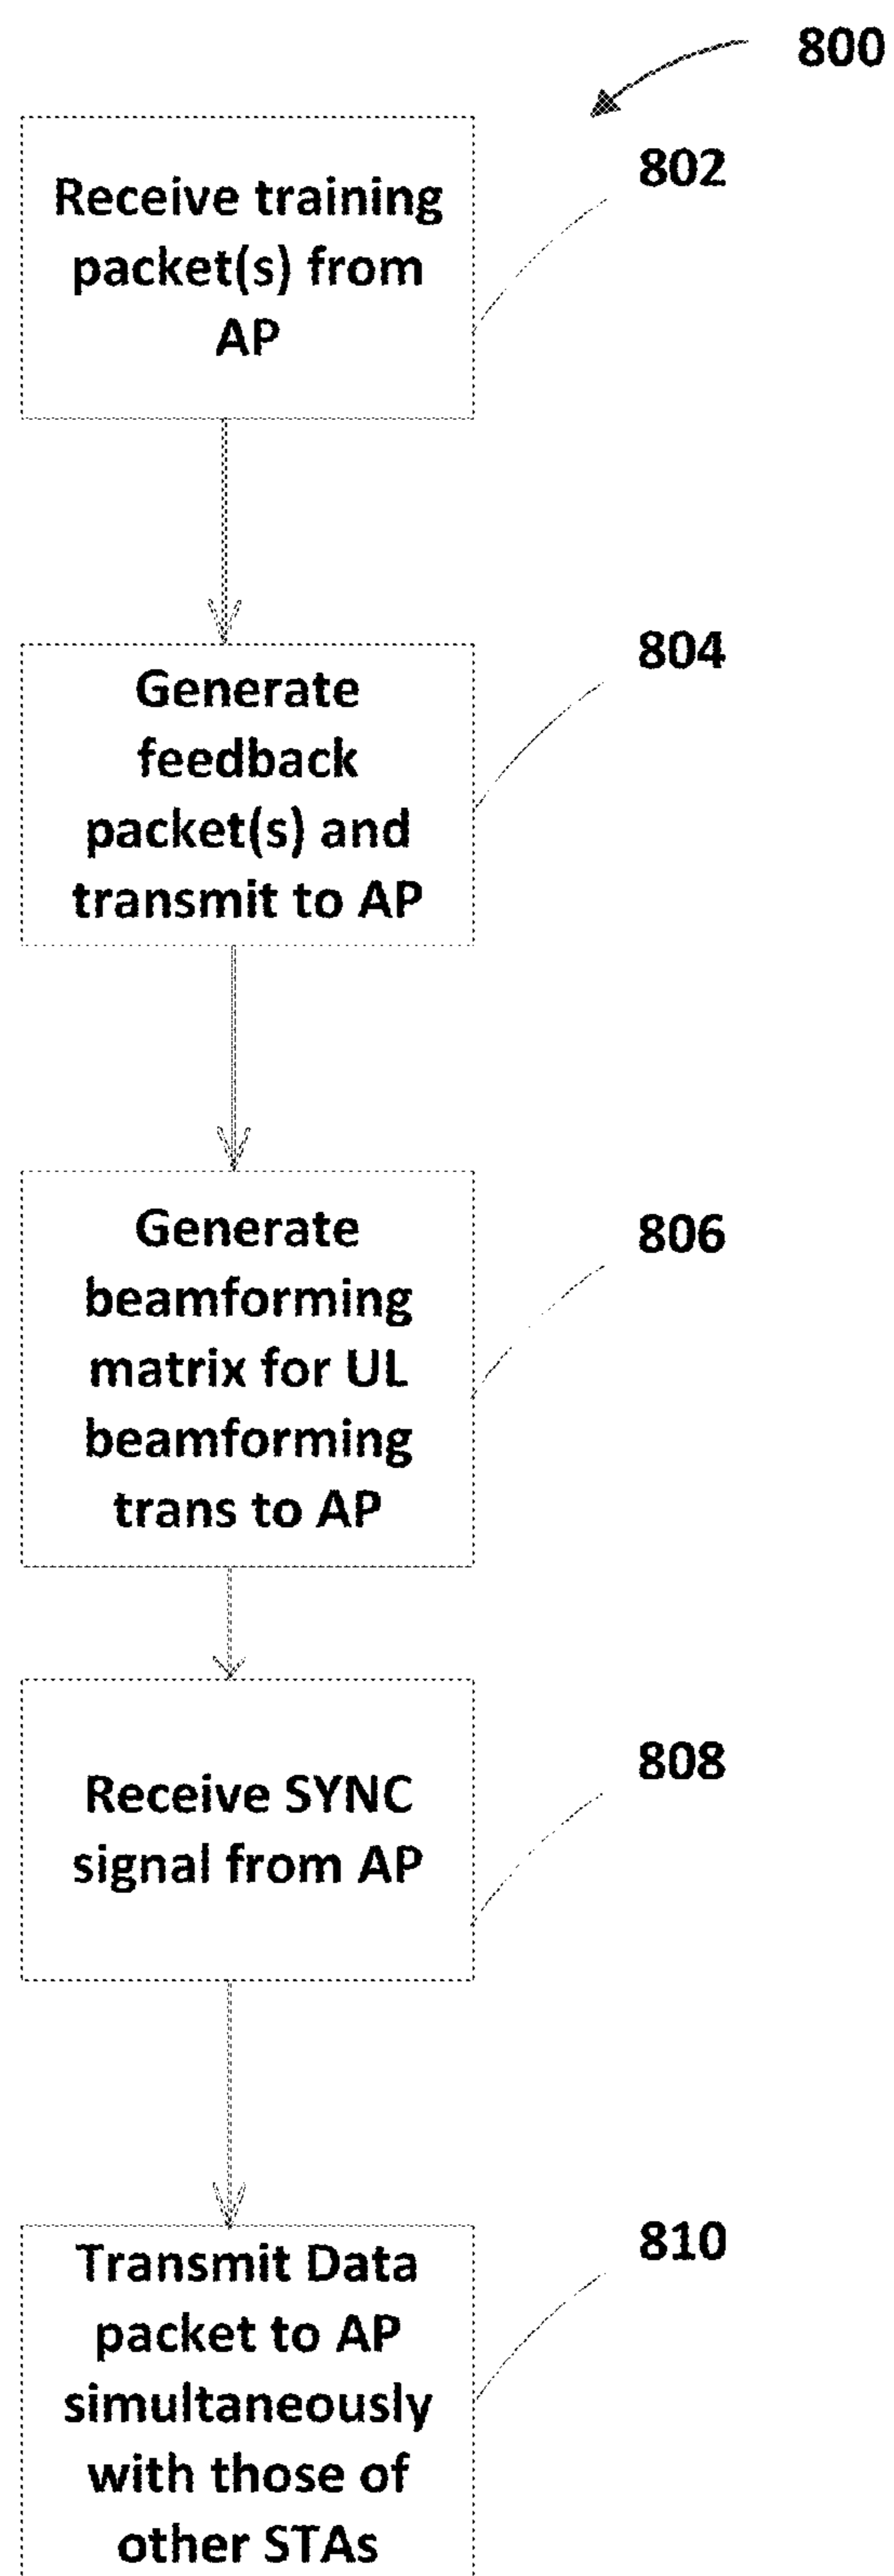 800
802
Receive training
packet(s) from
AP
804
Generate
feedback
packet(s) and
transmit to AP
806
Generate
beamforming
matrix for UL
beamforming
trans to AP
808
Receive SYNC
signal from AP
810
Transmit Data
packet to AP
simultaneously
with those of
other STAs